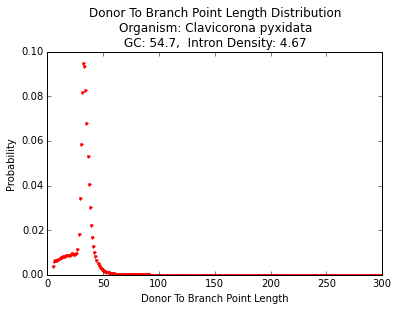 Donor To Branch Point Length Distribution
Organism: Clavicorona pyxidata
GC: 54.7,  Intron Density: 4.67
0.10
0.08
0.06
0.04
0.02
0.00
Probability
0 50 100 150 200 250 300
Donor To Branch Point Length